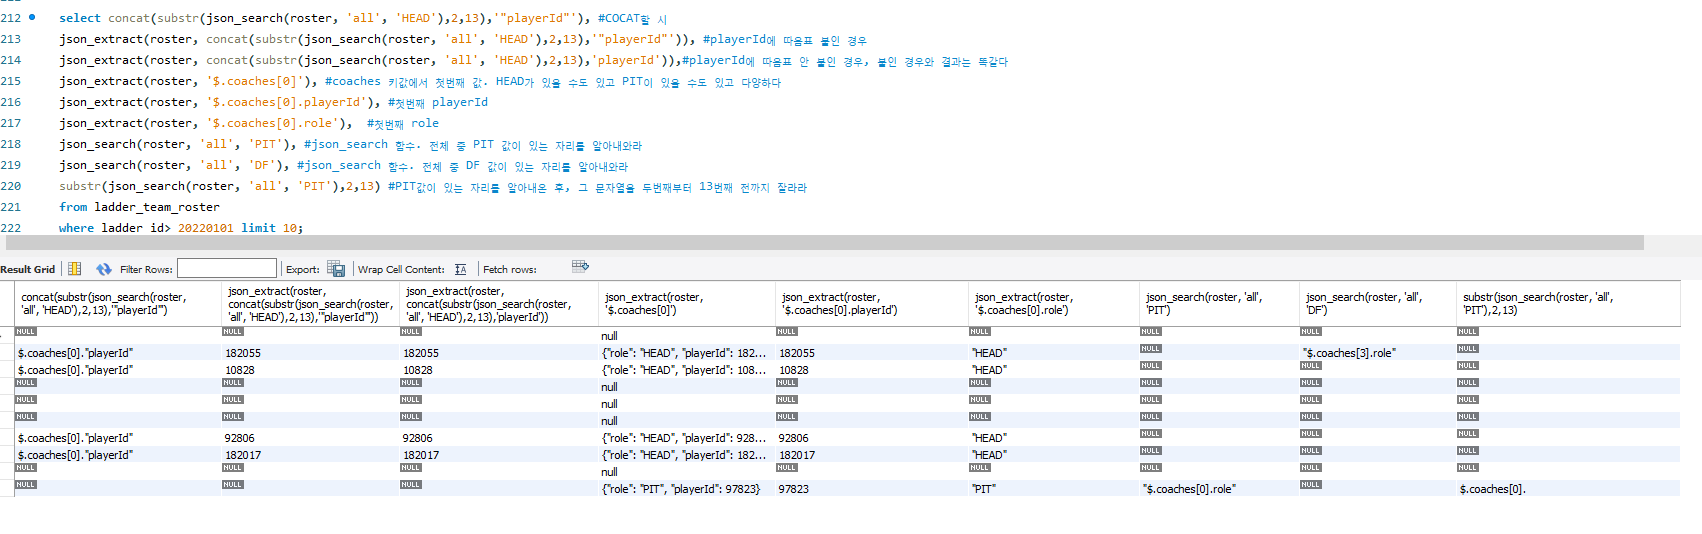 212 select concat(substr(json_search(roster, 'all', 'HEAD'),2,13),'"playerId"'), #COCAT할 시
213 json_extract(roster, concat(substr(json_search(roster, 'all', 'HEAD'),2,13),'"playerId"')), #playerId에 따옴표 붙인 경우
214 json_extract(roster, concat(substr(json_search(roster, 'all', 'HEAD'),2,13),'playerId')),#playerId에 따옴표 안 붙인 경우, 붙인 경우와 결과는 똑같다
215 json_extract(roster, '$.coaches[0]'), #coaches 키값에서 첫번째 값. HEAD가 있을 수도 있고 PIT이 있을 수도 있고 다양하다
216 json_extract(roster, '$.coaches[0].playerId'), #첫번째 playerId
217 json_extract(roster, '$.coaches[0].role'), #첫번째 role
218 json_search(roster, 'all', 'PIT'), #json_search 함수. 전체 중 PIT 값이 있는 자리를 알아내와라
219 json_search(roster, 'all', 'DF'), #json_search 함수. 전체 중 DF 값이 있는 자리를 알아내와라
220 substr(json_search(roster, 'all', 'PIT'),2,13) #PIT값이 있는 자리를 알아내온 후, 그 문자열을 두번째부터 13번째 전까지 잘라라
221 from ladder_team_roster
222 where ladder_id> 20220101 limit 10;
Result Grid Filter Rows: Export: Wrap Cell Content: Fetch rows:
concat(substr(json_search(roster, 'all', 'HEAD'),2,13),'"playerId"') json_extract(roster, concat(substr(json_search(roster, 'all', 'HEAD'),2,13),'"playerId"')) json_extract(roster, concat(substr(json_search(roster, 'all', 'HEAD'),2,13),'playerId')) json_extract(roster, '$.coaches[0]') json_extract(roster, '$.coaches[0].playerId') json_extract(roster, '$.coaches[0].role') json_search(roster, 'all', 'PIT') json_search(roster, 'all', 'DF') substr(json_search(roster, 'all', 'PIT'),2,13)
NULL NULL NULL null NULL NULL NULL NULL NULL
$.coaches[0]."playerId" 182055 182055 {"role": "HEAD", "playerId": 182... 182055 "HEAD" NULL "$.coaches[3].role" NULL
$.coaches[0]."playerId" 10828 10828 {"role": "HEAD", "playerId": 108... 10828 "HEAD" NULL NULL NULL
NULL NULL NULL null NULL NULL NULL NULL NULL
NULL NULL NULL null NULL NULL NULL NULL NULL
NULL NULL NULL null NULL NULL NULL NULL NULL
$.coaches[0]."playerId" 92806 92806 {"role": "HEAD", "playerId": 928... 92806 "HEAD" NULL NULL NULL
$.coaches[0]."playerId" 182017 182017 {"role": "HEAD", "playerId": 182... 182017 "HEAD" NULL NULL NULL
NULL NULL NULL null NULL NULL NULL NULL NULL
NULL NULL NULL {"role": "PIT", "playerId": 97823} 97823 "PIT" "$.coaches[0].role" NULL $.coaches[0].